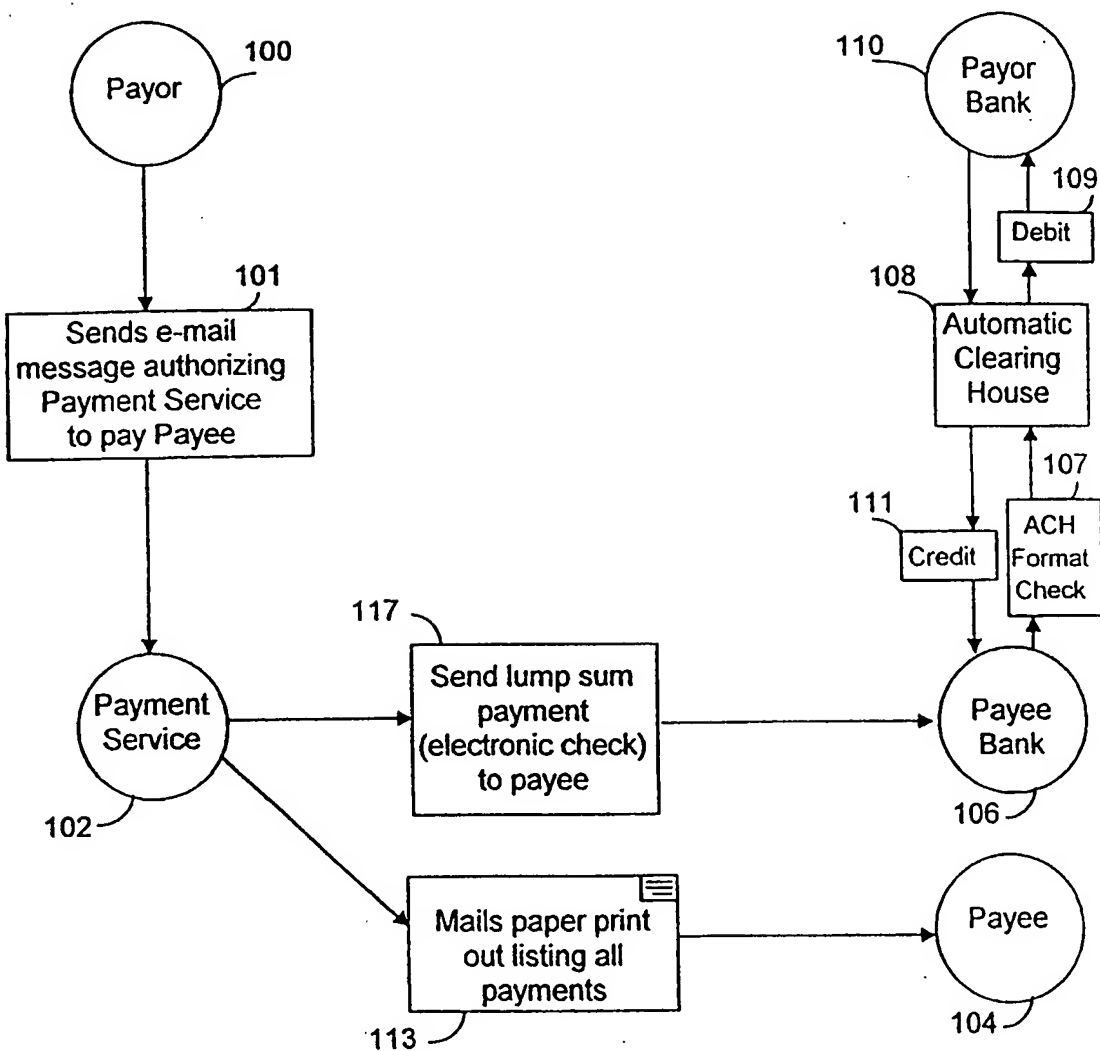 100
Payor
110
Payor
Bank
109
Debit
101
Sends e-mail
message authorizing
Payment Service
to pay Payee
108
Automatic
Clearing
House
107
ACH
Format
Check
111
Credit
117
Send lump sum
payment
(electronic check)
to payee
Payment
Service
102
Payee
Bank
106
Mails paper print
out listing all
payments
113
Payee
104